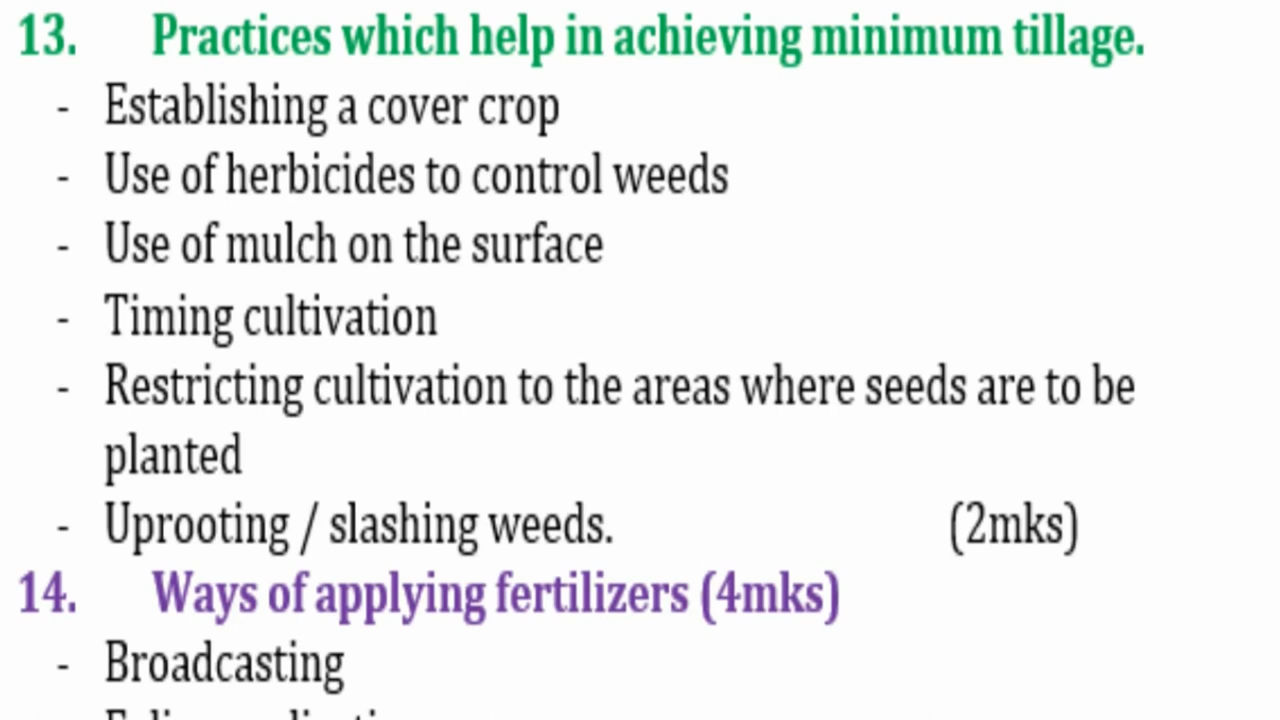 13. Practices which help in achieving minimum tillage.
- Establishing a cover crop
- Use of herbicides to control weeds
- Use of mulch on the surface
- Timing cultivation
- Restricting cultivation to the areas where seeds are to be
planted
- Uprooting / slashing weeds. (2mks)
14. Ways of applying fertilizers (4mks)
- Broadcasting